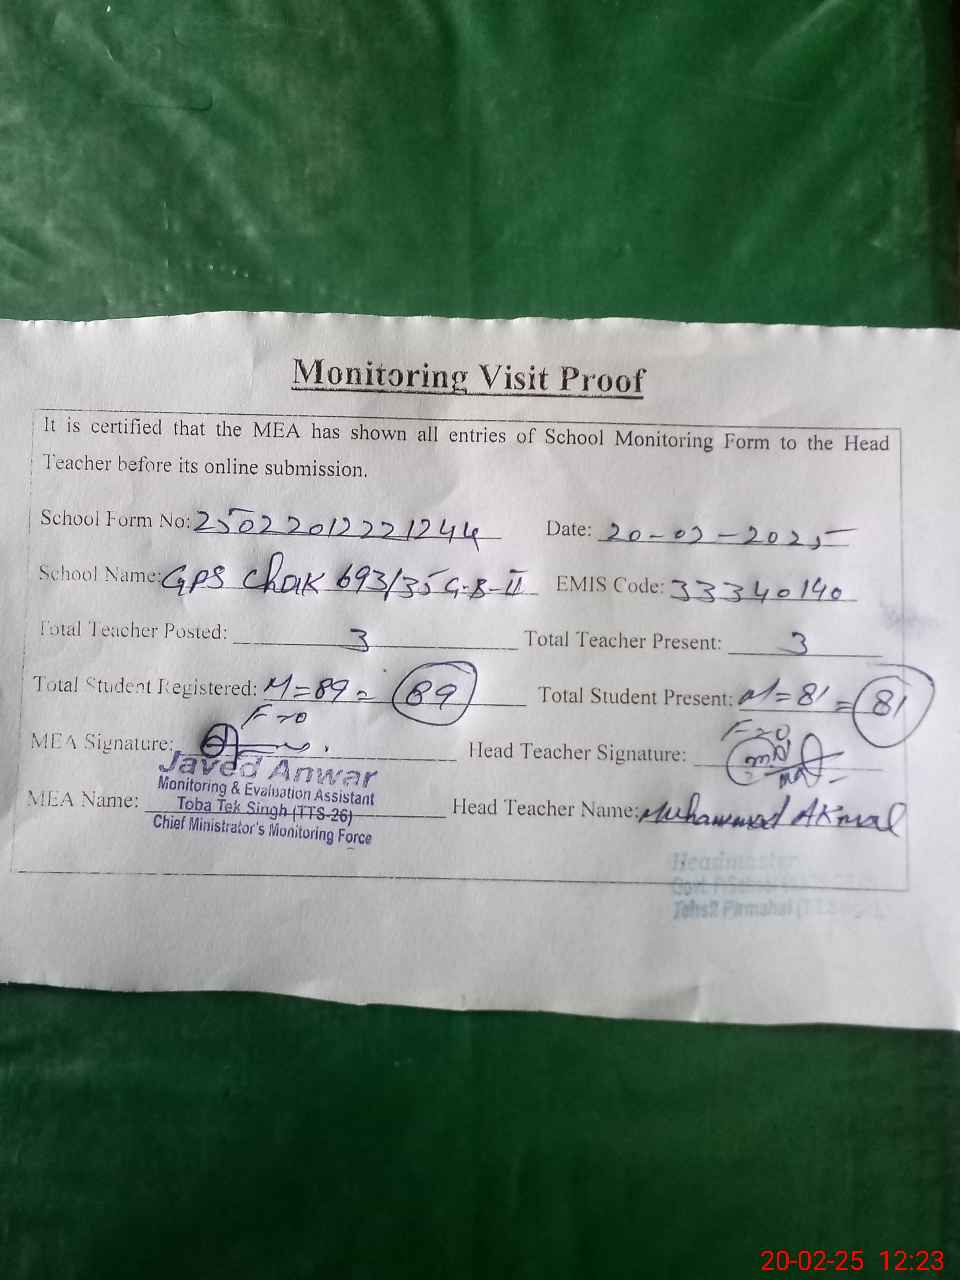 Monitoring Visit Proof
It is certified that the MEA has shown all entries of School Monitoring Form to the Head
Teacher before its online submission.
School Form No: 25022012221244 Date: 20-02-2025
School Name: GPS Chak 693/35 G.B-II EMIS Code: 33340140
Total Teacher Posted: 3 Total Teacher Present: 3
Total Student Registered: M=89= 89 Total Student Present: M=81= 81
F=0 F=0
MEA Signature: Head Teacher Signature:
Javed Anwar
Monitoring & Evaluation Assistant
MEA Name: Toba Tek Singh (TTS-26) Head Teacher Name: Muhammad Akmal
Chief Ministrator's Monitoring Force
Headmaster
Govt.
Tehsil Pirmahal
20-02-25 12:23